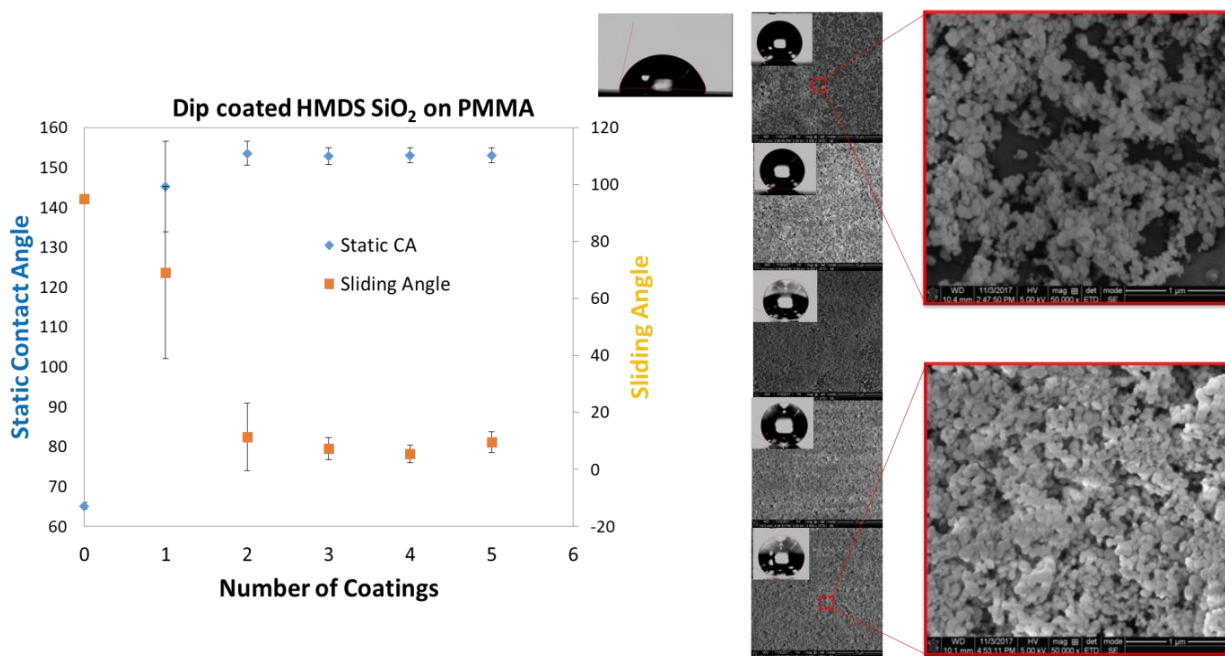 Dip coated HMDS SiO₂ on PMMA
160
150
140
130
120
110
100
90
80
70
60
120
100
80
60
40
20
0
-20
Static CA
Sliding Angle
0 1 2 3 4 5 6
Static Contact Angle
Sliding Angle
Number of Coatings
WD 11/3/2017 HV mag ⊞ det mode
10.4 mm 2:47:50 PM 5.00 kV 50 000 x ETD SE
1 µm
WD 11/3/2017 HV mag ⊞ det mode
10.1 mm 4:53:11 PM 5.00 kV 50 000 x ETD SE
1 µm